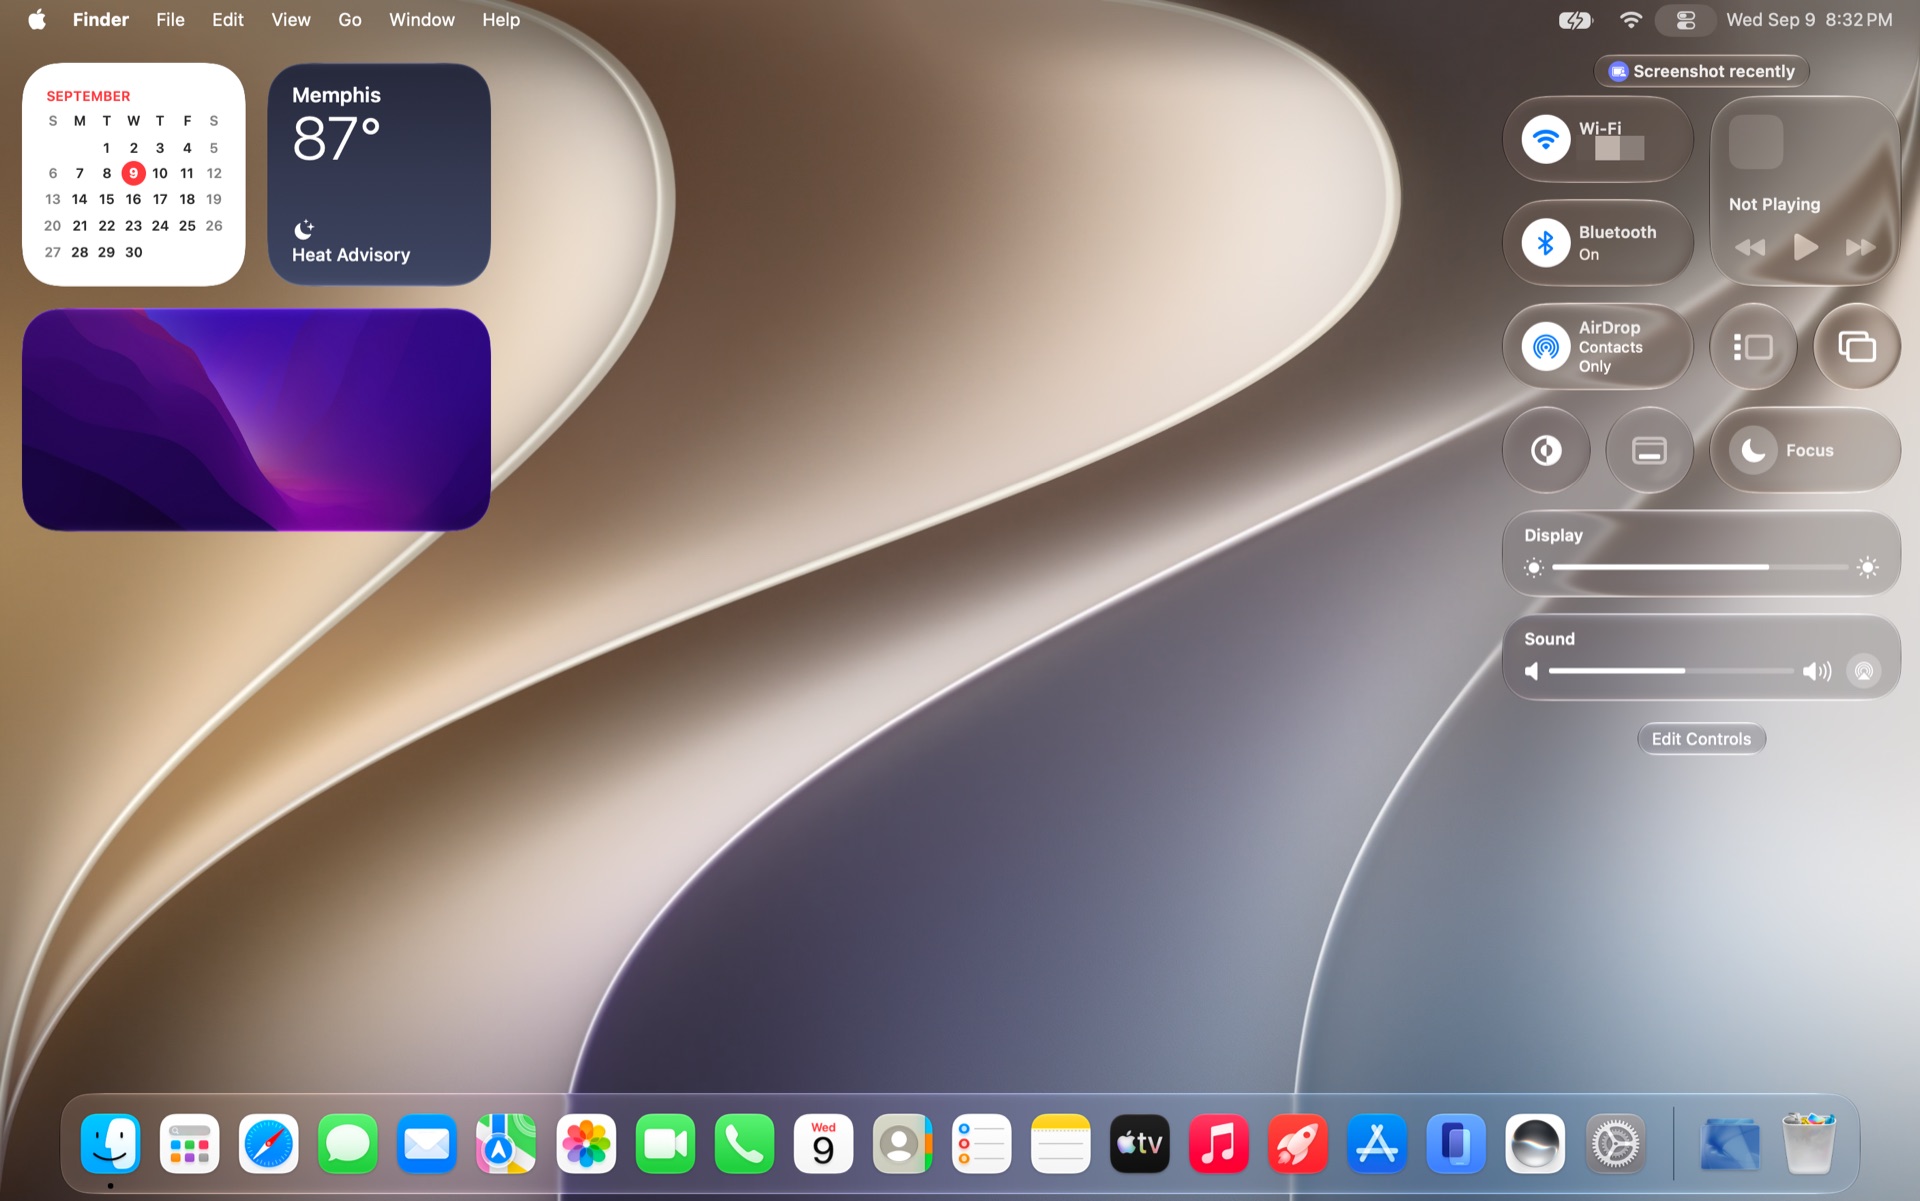 Finder File Edit View Go Window Help
Wed Sep 9 8:32 PM
SEPTEMBER
S M T W T F S
1 2 3 4 5
6 7 8 9 10 11 12
13 14 15 16 17 18 19
20 21 22 23 24 25 26
27 28 29 30
Memphis
87°
Heat Advisory
Screenshot recently
Wi-Fi
Not Playing
Bluetooth
On
AirDrop
Contacts
Only
Focus
Display
Sound
Edit Controls
Wed
9
tv